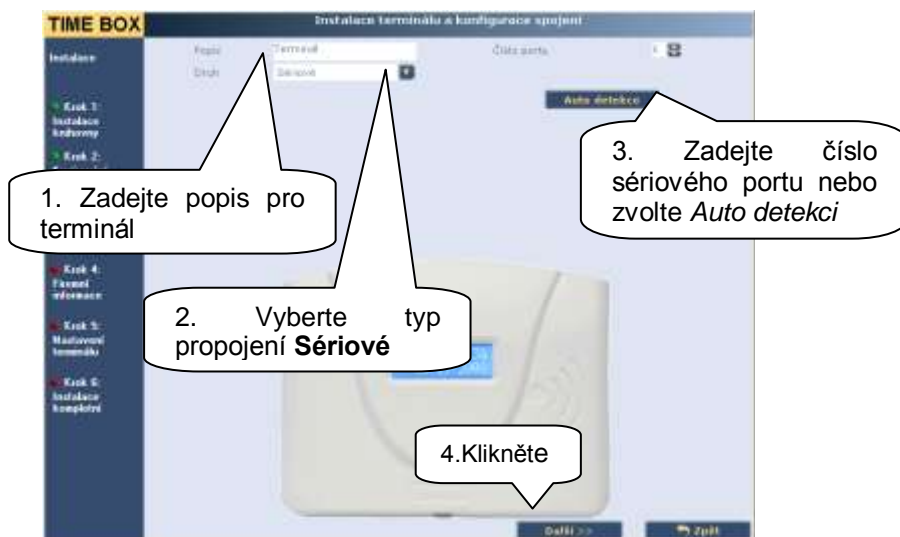 TIME BOX
Instalace terminálu a konfigurace spojení
Instalace
Popis
Terminál
Číslo portu
Druh
Sériové
Auto detekce
Krok 1:
Instalace
knihovny
Krok 2:
1. Zadejte popis pro
terminál
2. Vyberte typ
propojení Sériové
3. Zadejte číslo
sériového portu nebo
zvolte Auto detekci
Krok 4:
Firemní
informace
Krok 5:
Nastavení
terminálu
Krok 6:
Instalace
kompletní
4.Klikněte
Další >>
Zpět